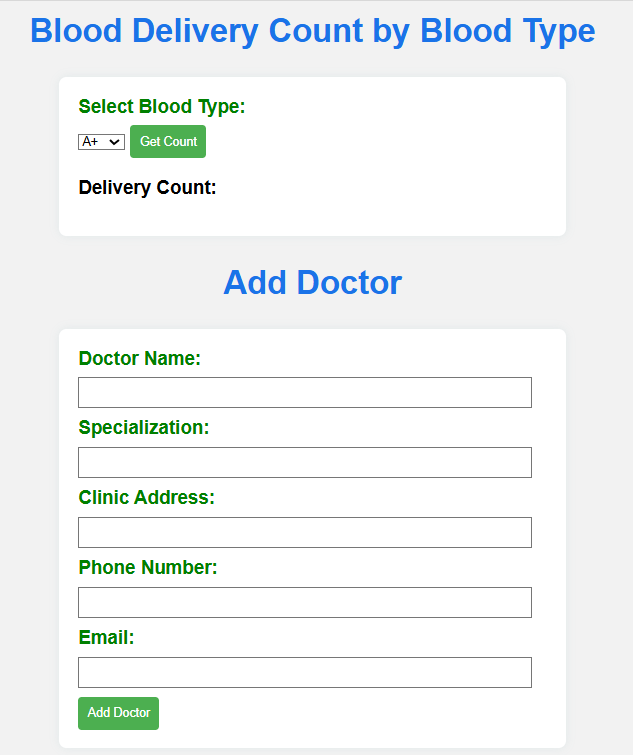 Blood Delivery Count by Blood Type
Select Blood Type:
A+ Get Count
Delivery Count:
Add Doctor
Doctor Name:
Specialization:
Clinic Address:
Phone Number:
Email:
Add Doctor